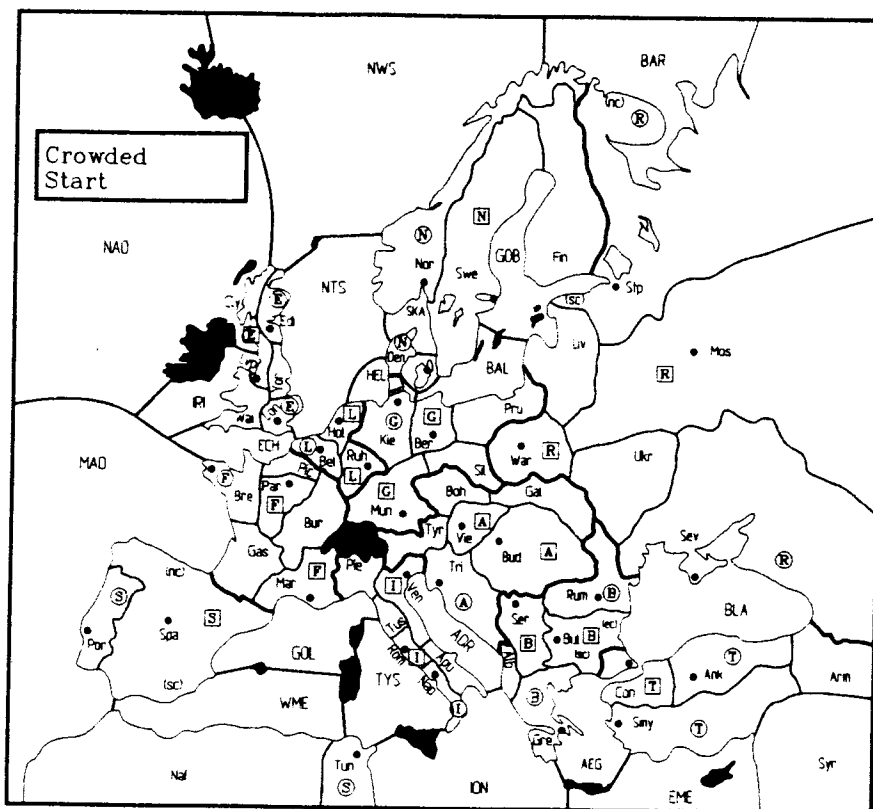 NWS
BAR
(nc)
R
Crowded
Start
NAO
N
N
Nor
Swe
GOB
Fin
Stp
(sc)
NTS
E
Edi
SKA
N
Den
E
Liv
Mos
R
HEL
BAL
IRI
Wal
E
L
Hol
G
Kie
G
Ber
Pru
War
R
Ukr
ECH
L
Bel
Ruh
L
Sil
MAO
F
Bre
Pic
Par
F
G
Mun
Boh
Gal
Bur
Tyr
Vie
A
Bud
A
Sev
R
Gas
Mar
F
Pie
I
Ven
Tri
A
Rum
B
(nc)
S
Por
Spa
S
(sc)
GOL
Tus
Rom
I
ADR
Apu
Nap
I
Ser
B
Alb
Bul
B
(ec)
(sc)
BLA
Con
T
Ank
T
Arm
WME
TYS
B
Gre
Smy
T
AEG
Naf
Tun
S
ION
EME
Syr